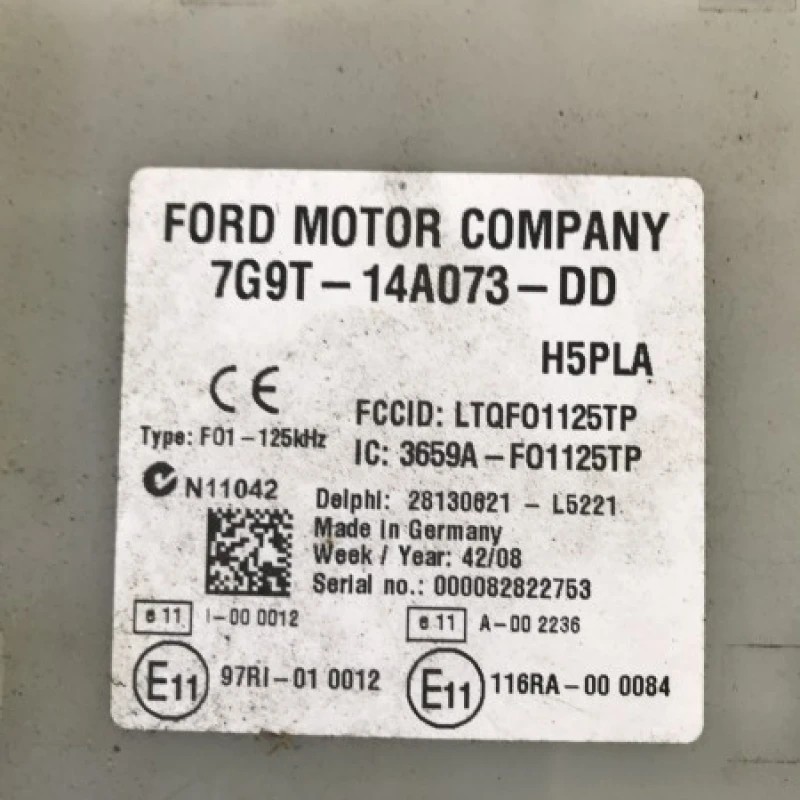 FORD MOTOR COMPANY
7G9T-14A073-DD
H5PLA
CE
FCCID: LTQFO1125TP
Type: FO1-125kHz
IC: 3659A-FO1125TP
N11042
Delphi: 28130621 - L5221
Made in Germany
Week / Year: 42/08
Serial no.: 000082822753
e 11 I-00 0012
e 11 A-00 2236
E11 97RI-01 0012
E11 116RA-00 0084